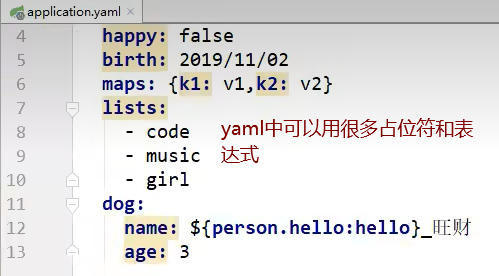 application.yaml ×
4 happy: false
5 birth: 2019/11/02
6 maps: {k1: v1,k2: v2}
7 lists:
8 - code
9 - music
10 - girl
yaml中可以用很多占位符和表
达式
11 dog:
12 name: ${person.hello:hello}_旺财
13 age: 3